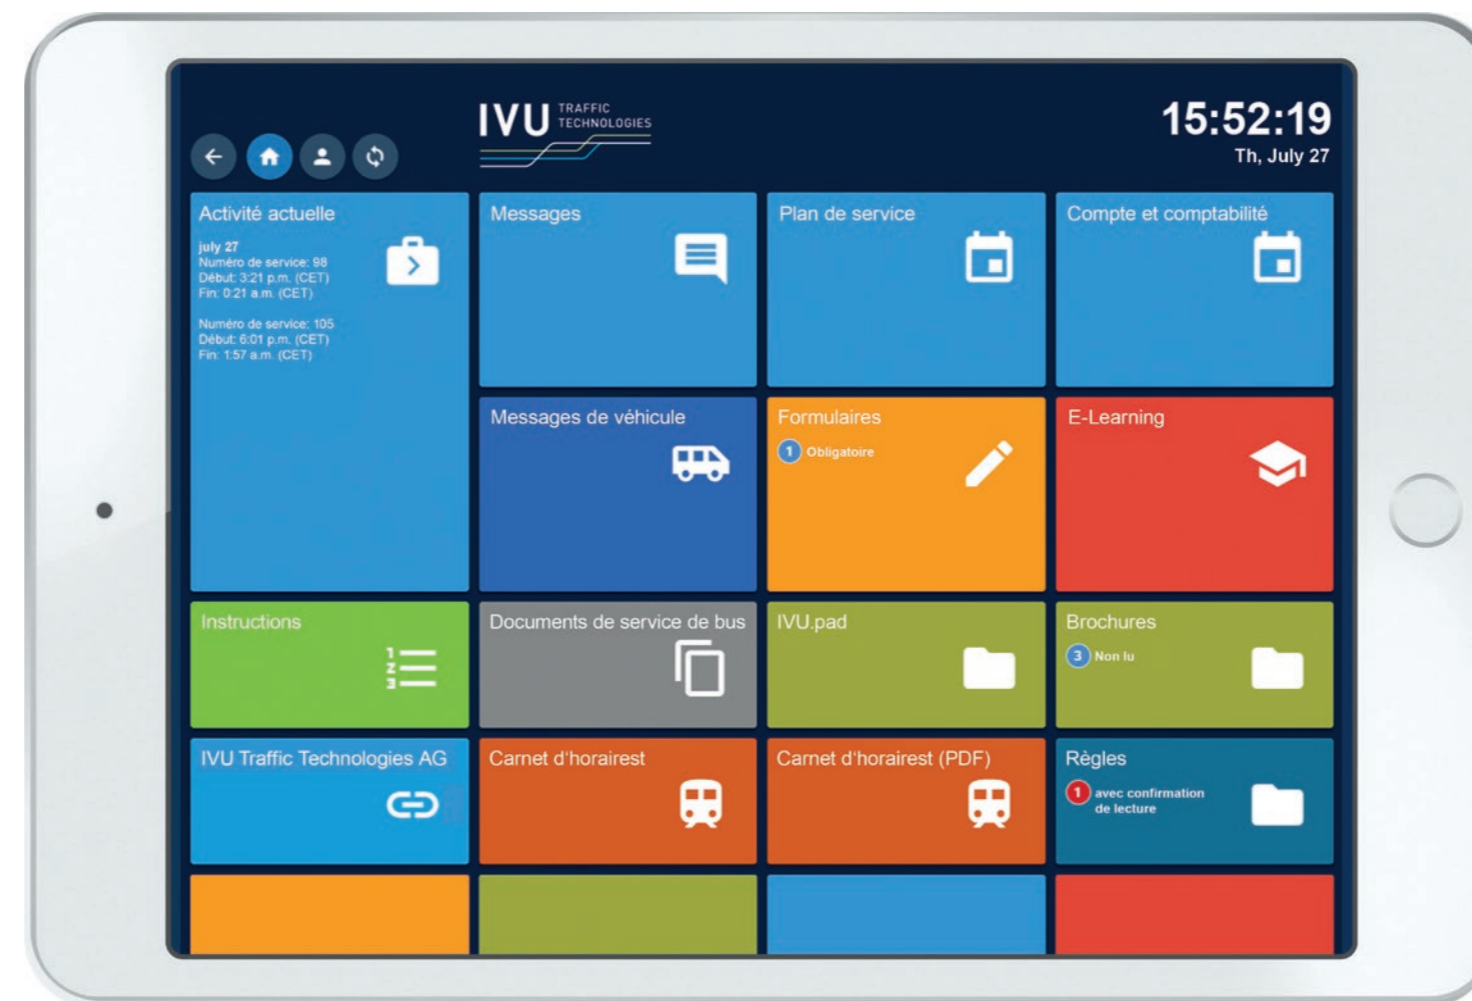 IVU TRAFFIC
TECHNOLOGIES
15:52:19
Th, July 27
Activité actuelle
july 27
Numéro de service: 98
Début: 3:21 p.m. (CET)
Fin: 0:21 a.m. (CET)
Numéro de service: 105
Début: 6:01 p.m. (CET)
Fin: 1:57 a.m. (CET)
Messages
Plan de service
Compte et comptabilité
Messages de véhicule
Formulaires
1 Obligatoire
E-Learning
Instructions
1
2
3
Documents de service de bus
IVU.pad
Brochures
3 Non lu
IVU Traffic Technologies AG
Carnet d'horairest
Carnet d'horairest (PDF)
Règles
1 avec confirmation
de lecture